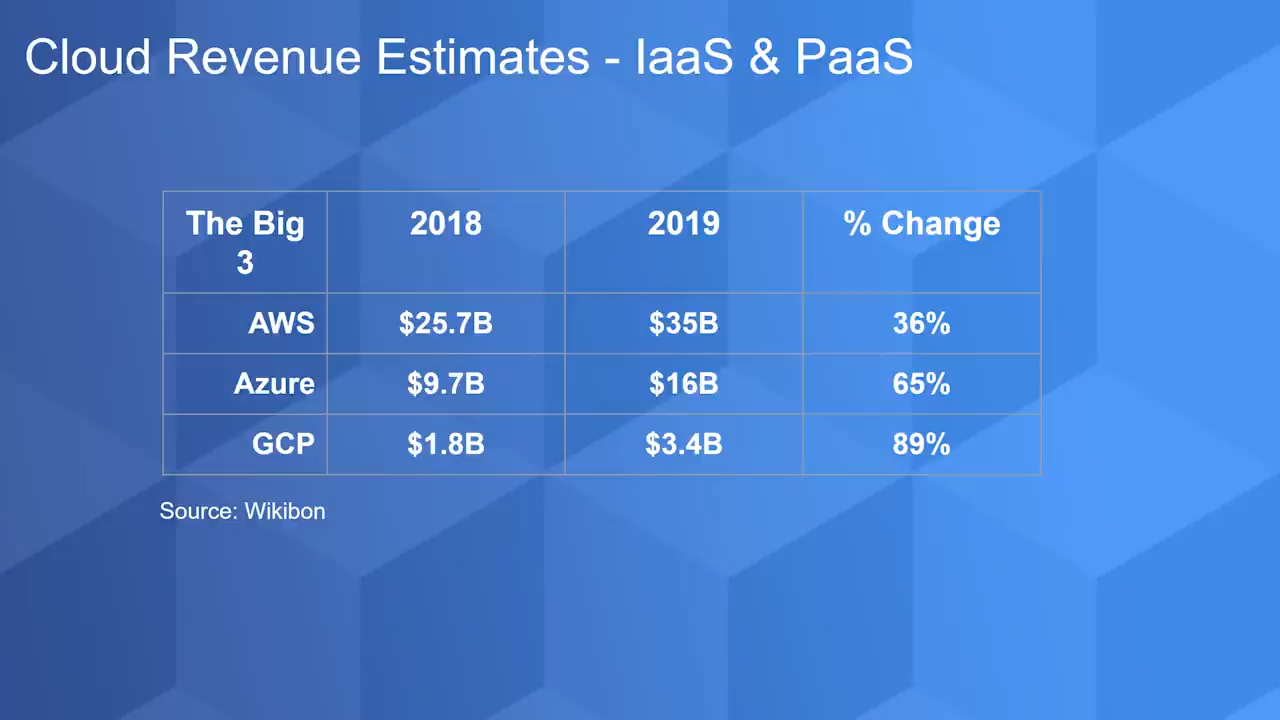 Cloud Revenue Estimates - IaaS & PaaS
The Big 3 2018 2019 % Change
AWS $25.7B $35B 36%
Azure $9.7B $16B 65%
GCP $1.8B $3.4B 89%
Source: Wikibon